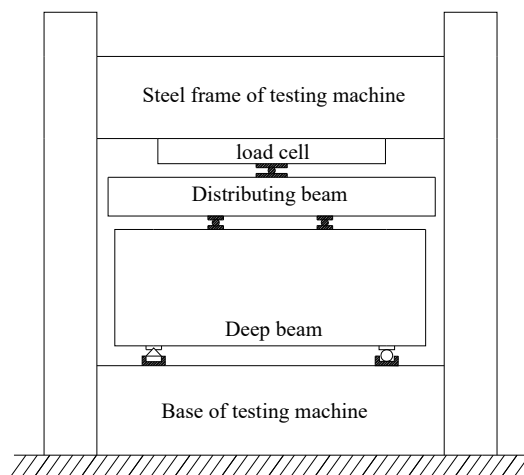 Steel frame of testing machine
load cell
Distributing beam
Deep beam
Base of testing machine